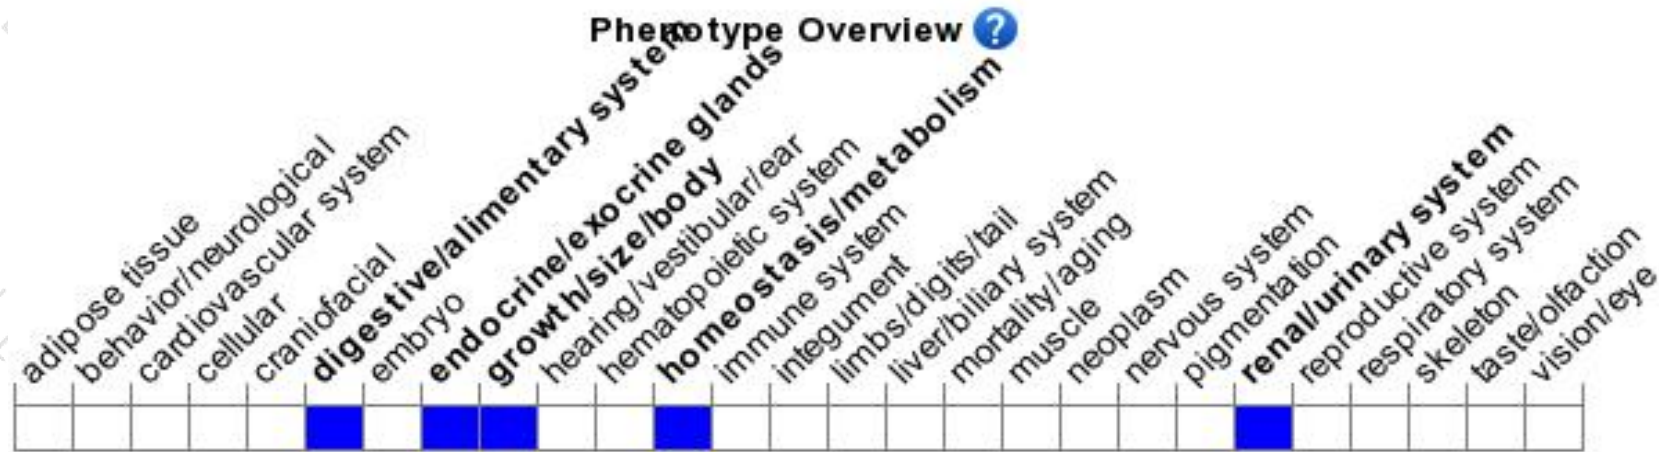 Phenotype Overview ?
adipose tissue
behavior/neurological
cardiovascular system
cellular
craniofacial
digestive/alimentary system
embryo
endocrine/exocrine glands
growth/size/body
hearing/vestibular/ear
hematopoietic system
homeostasis/metabolism
immune system
integument
limbs/digits/tail
liver/biliary system
mortality/aging
muscle
neoplasm
nervous system
pigmentation
renal/urinary system
reproductive system
respiratory system
skeleton
taste/olfaction
vision/eye